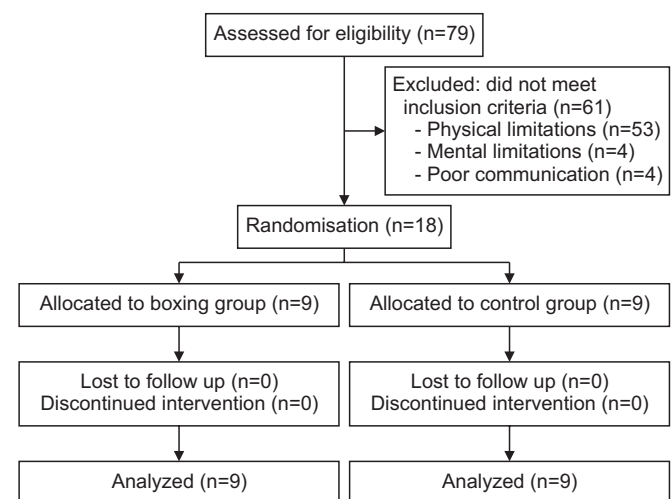 Assessed for eligibility (n=79)
Excluded: did not meet
inclusion criteria (n=61)
- Physical limitations (n=53)
- Mental limitations (n=4)
- Poor communication (n=4)
Randomisation (n=18)
Allocated to boxing group (n=9)
Allocated to control group (n=9)
Lost to follow up (n=0)
Discontinued intervention (n=0)
Lost to follow up (n=0)
Discontinued intervention (n=0)
Analyzed (n=9)
Analyzed (n=9)